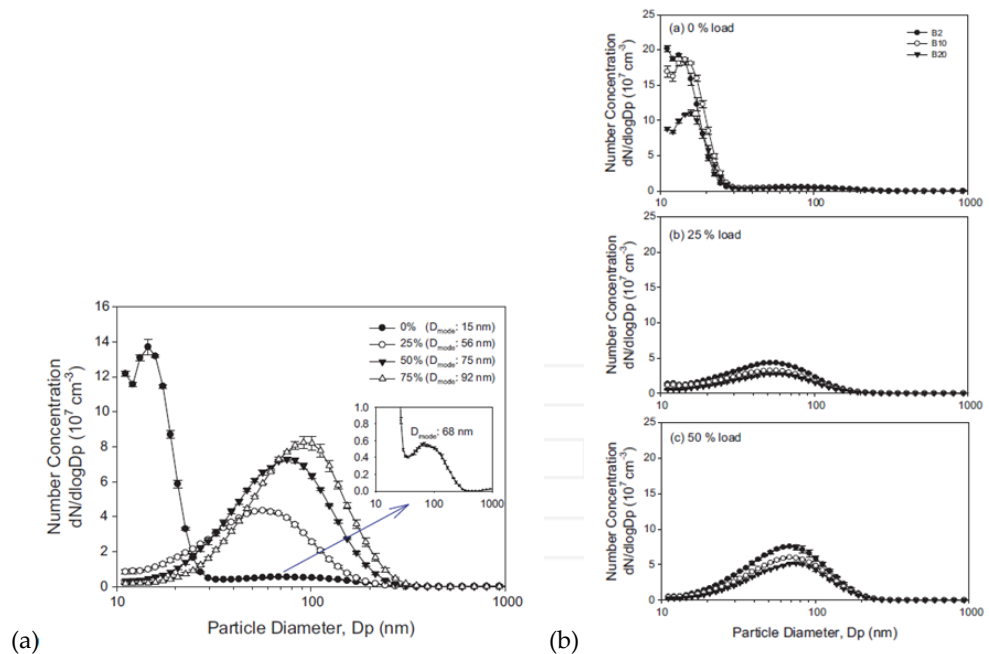 16
14
12
10
8
6
4
2
0
Number Concentration
dN/dlogDp (10⁷ cm⁻³)
0% (Dmode: 15 nm)
25% (Dmode: 56 nm)
50% (Dmode: 75 nm)
75% (Dmode: 92 nm)
1.0
0.8
0.6
0.4
0.2
0.0
Dmode: 68 nm
10 100 1000
10 100 1000
Particle Diameter, Dp (nm)
(a)
(a) 0 % load
B2
B10
B20
25
20
15
10
5
0
Number Concentration
dN/dlogDp (10⁷ cm⁻³)
10 100 1000
(b) 25 % load
25
20
15
10
5
0
Number Concentration
dN/dlogDp (10⁷ cm⁻³)
10 100 1000
(c) 50 % load
25
20
15
10
5
0
Number Concentration
dN/dlogDp (10⁷ cm⁻³)
10 100 1000
Particle Diameter, Dp (nm)
(b)